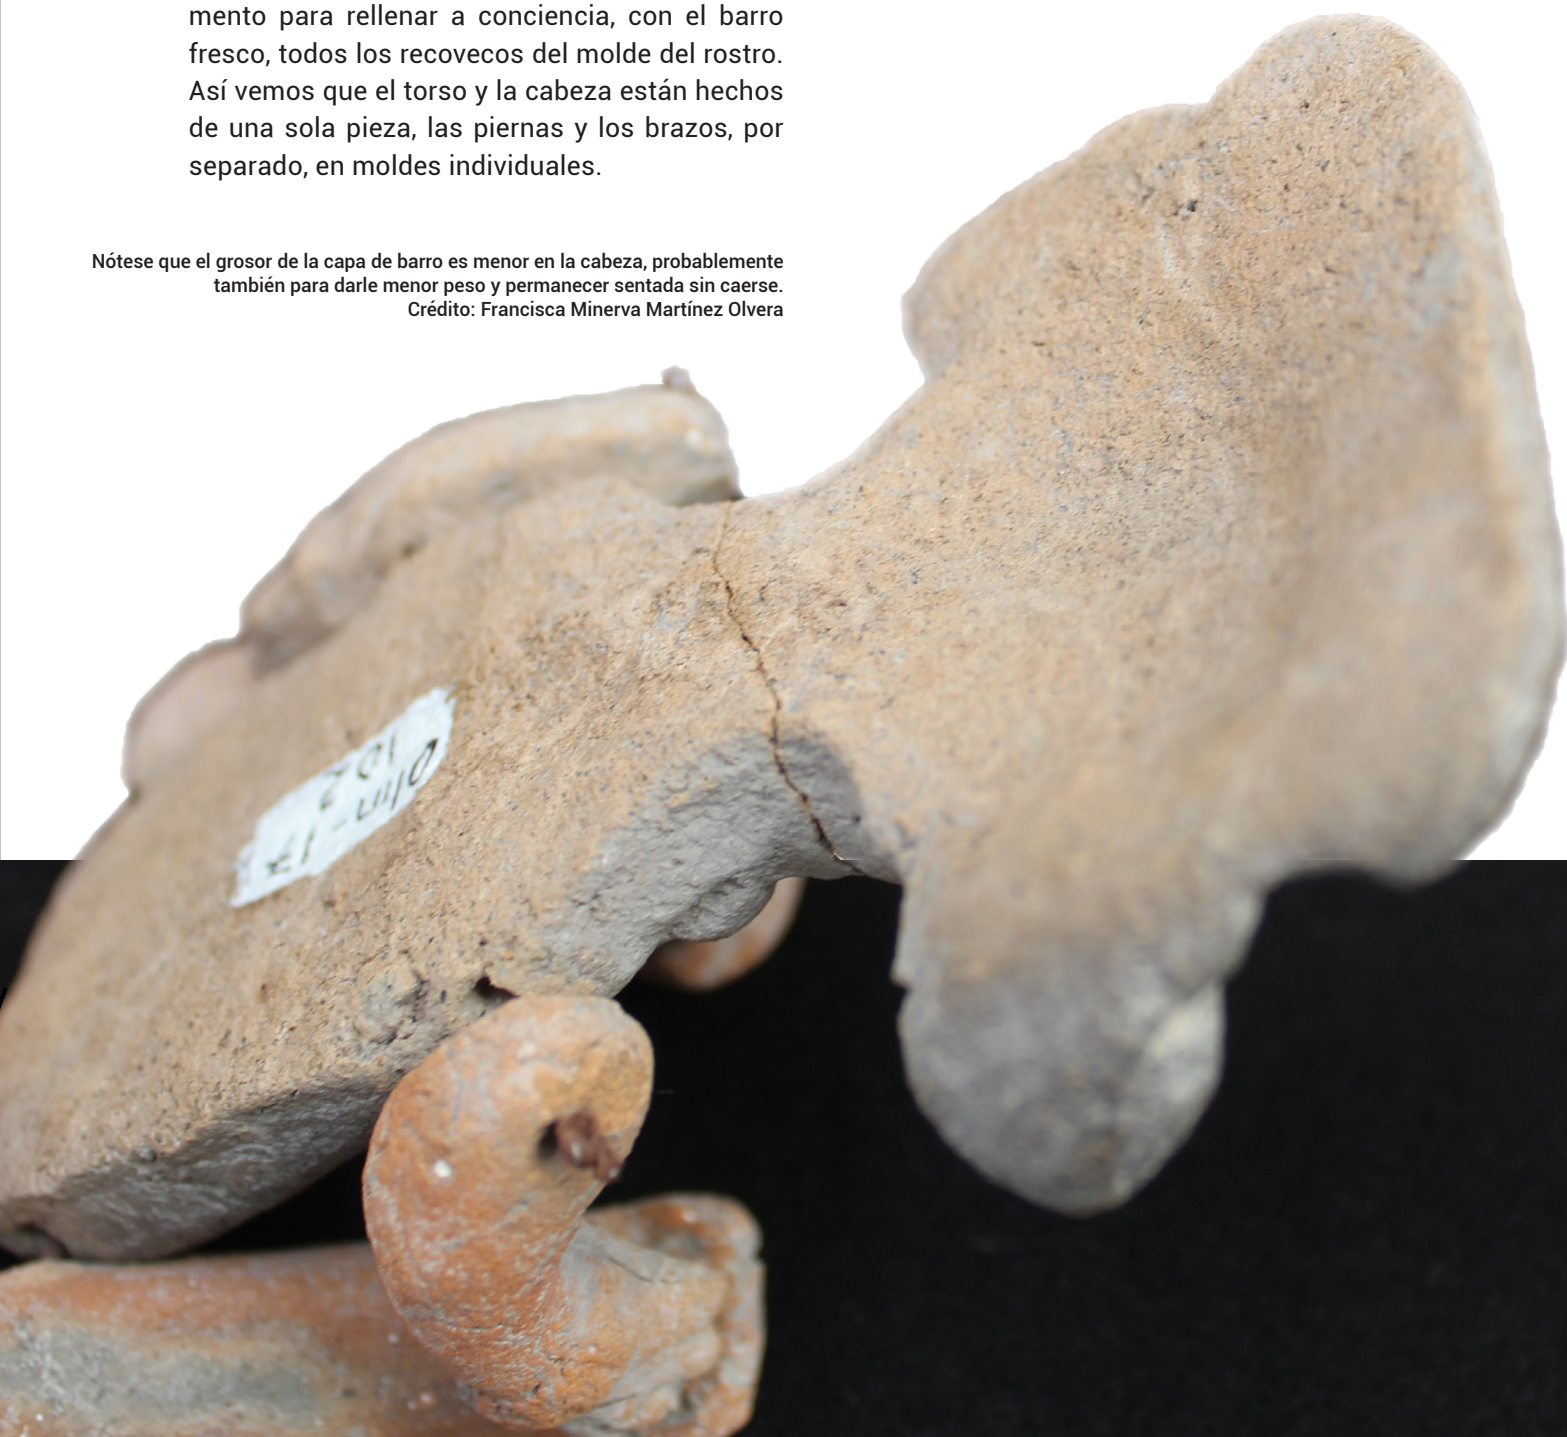 mento para rellenar a conciencia, con el barro
fresco, todos los recovecos del molde del rostro.
Así vemos que el torso y la cabeza están hechos
de una sola pieza, las piernas y los brazos, por
separado, en moldes individuales.
Nótese que el grosor de la capa de barro es menor en la cabeza, probablemente
también para darle menor peso y permanecer sentada sin caerse.
Crédito: Francisca Minerva Martínez Olvera
102